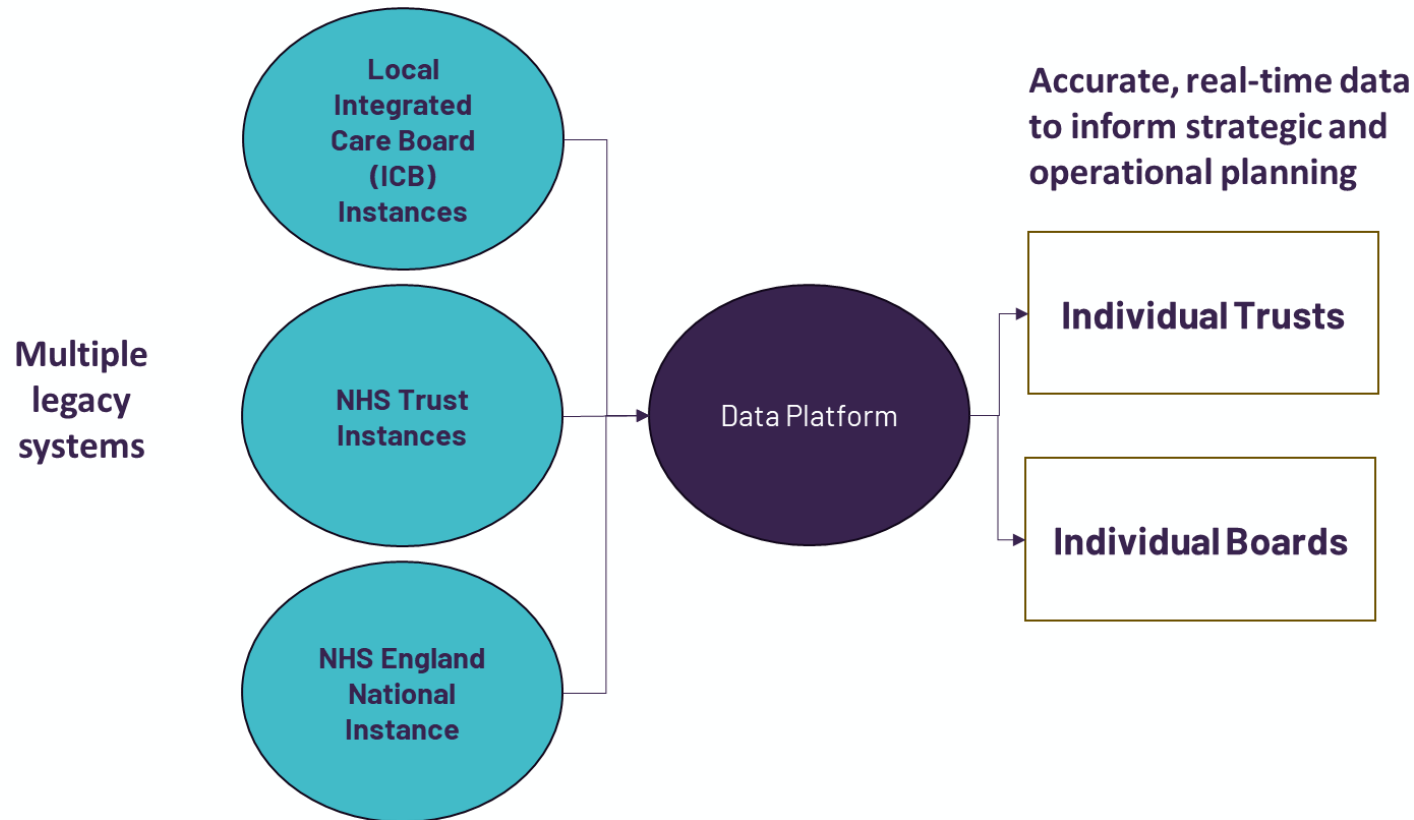 Multiple
legacy
systems
Local
Integrated
Care Board
(ICB)
Instances
NHS Trust
Instances
NHS England
National
Instance
Data Platform
Accurate, real-time data
to inform strategic and
operational planning
Individual Trusts
Individual Boards